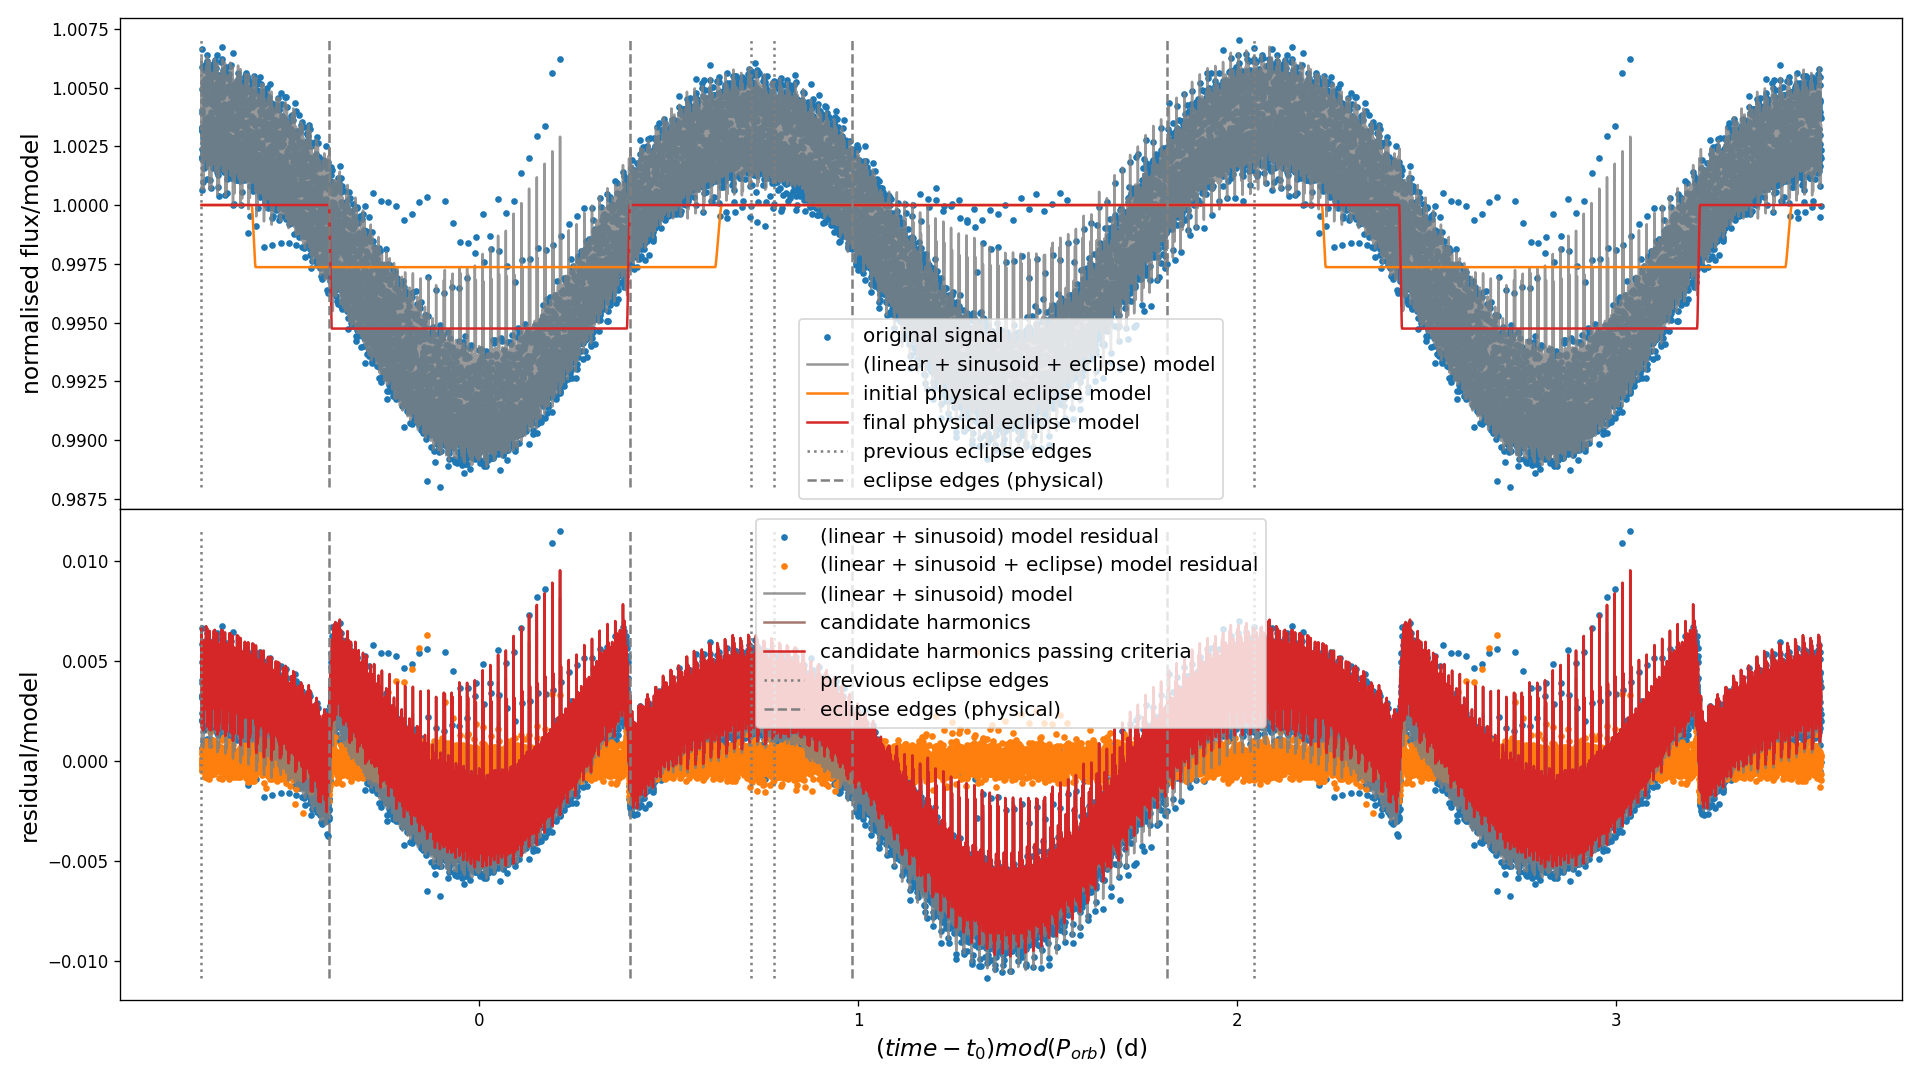 normalised flux/model
1.0075
1.0050
1.0025
1.0000
0.9975
0.9950
0.9925
0.9900
0.9875
original signal
(linear + sinusoid + eclipse) model
initial physical eclipse model
final physical eclipse model
previous eclipse edges
eclipse edges (physical)
residual/model
0.010
0.005
0.000
−0.005
−0.010
(linear + sinusoid) model residual
(linear + sinusoid + eclipse) model residual
(linear + sinusoid) model
candidate harmonics
candidate harmonics passing criteria
previous eclipse edges
eclipse edges (physical)
0 1 2 3
(time − t₀)mod(P_orb) (d)